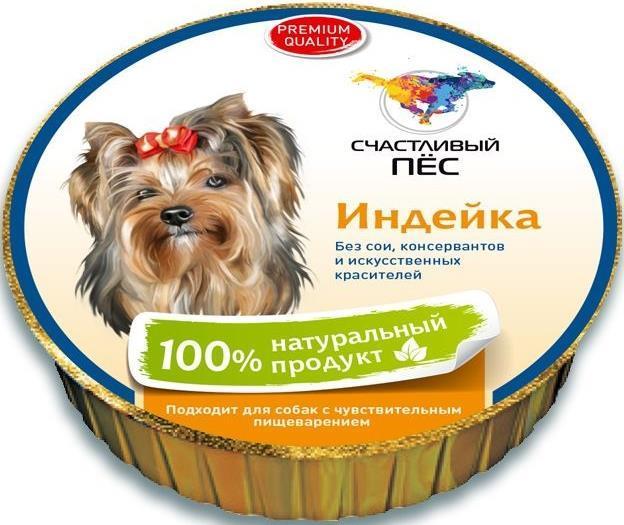 PREMIUM
QUALITY
СЧАСТЛИВЫЙ
ПЁС
Индейка
Без сои, консервантов
и искусственных
красителей
100% натуральный
продукт
Подходит для собак с чувствительным
пищеварением